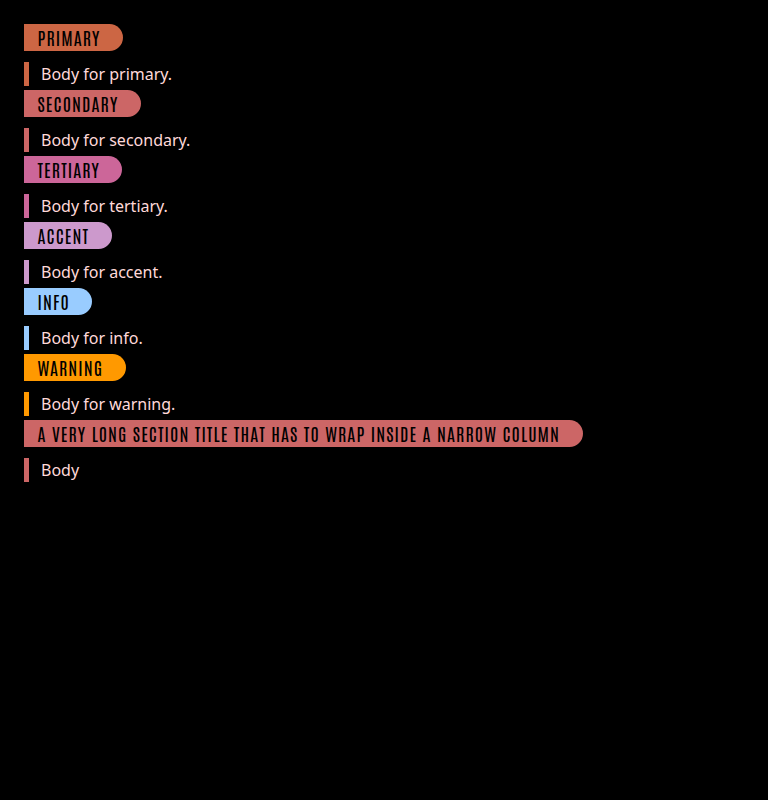 PRIMARY
Body for primary.
SECONDARY
Body for secondary.
TERTIARY
Body for tertiary.
ACCENT
Body for accent.
INFO
Body for info.
WARNING
Body for warning.
A VERY LONG SECTION TITLE THAT HAS TO WRAP INSIDE A NARROW COLUMN
Body